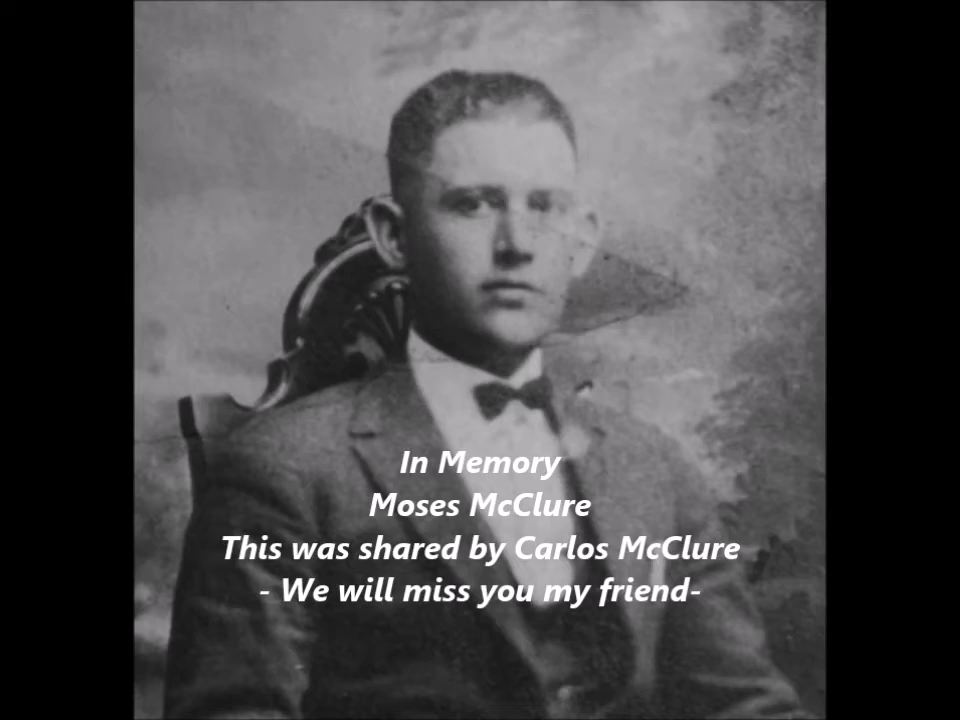 In Memory
Moses McClure
This was shared by Carlos McClure
- We will miss you my friend-